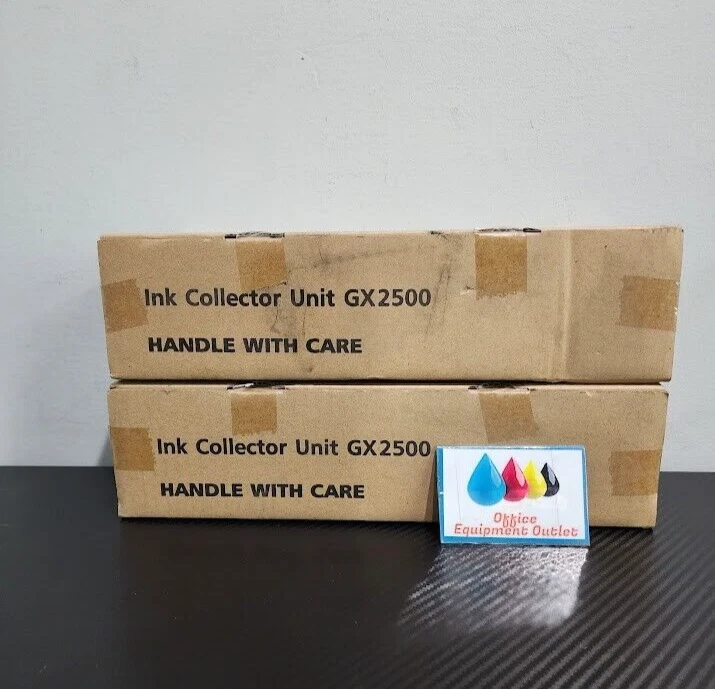 Ink Collector Unit GX2500
HANDLE WITH CARE
Ink Collector Unit GX2500
HANDLE WITH CARE
Office
Equipment Outlet